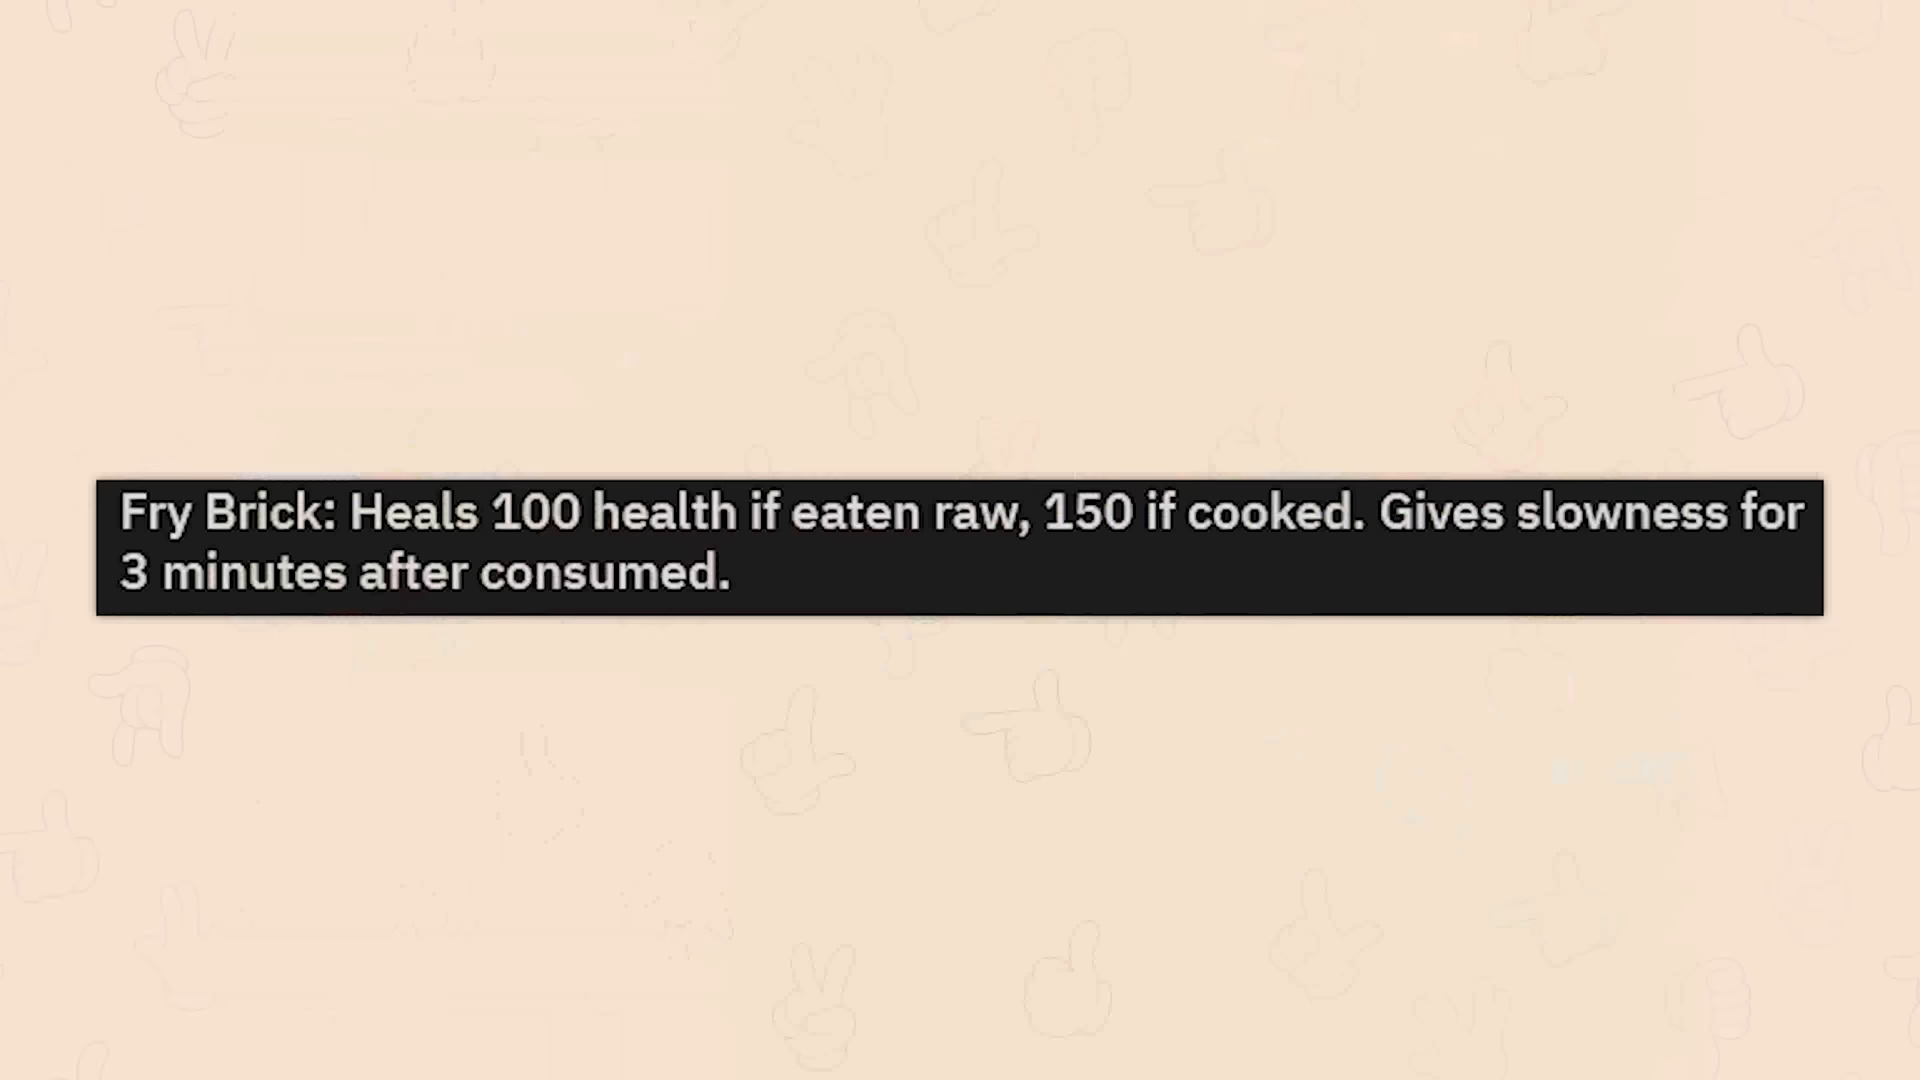 Fry Brick: Heals 100 health if eaten raw, 150 if cooked. Gives slowness for
3 minutes after consumed.